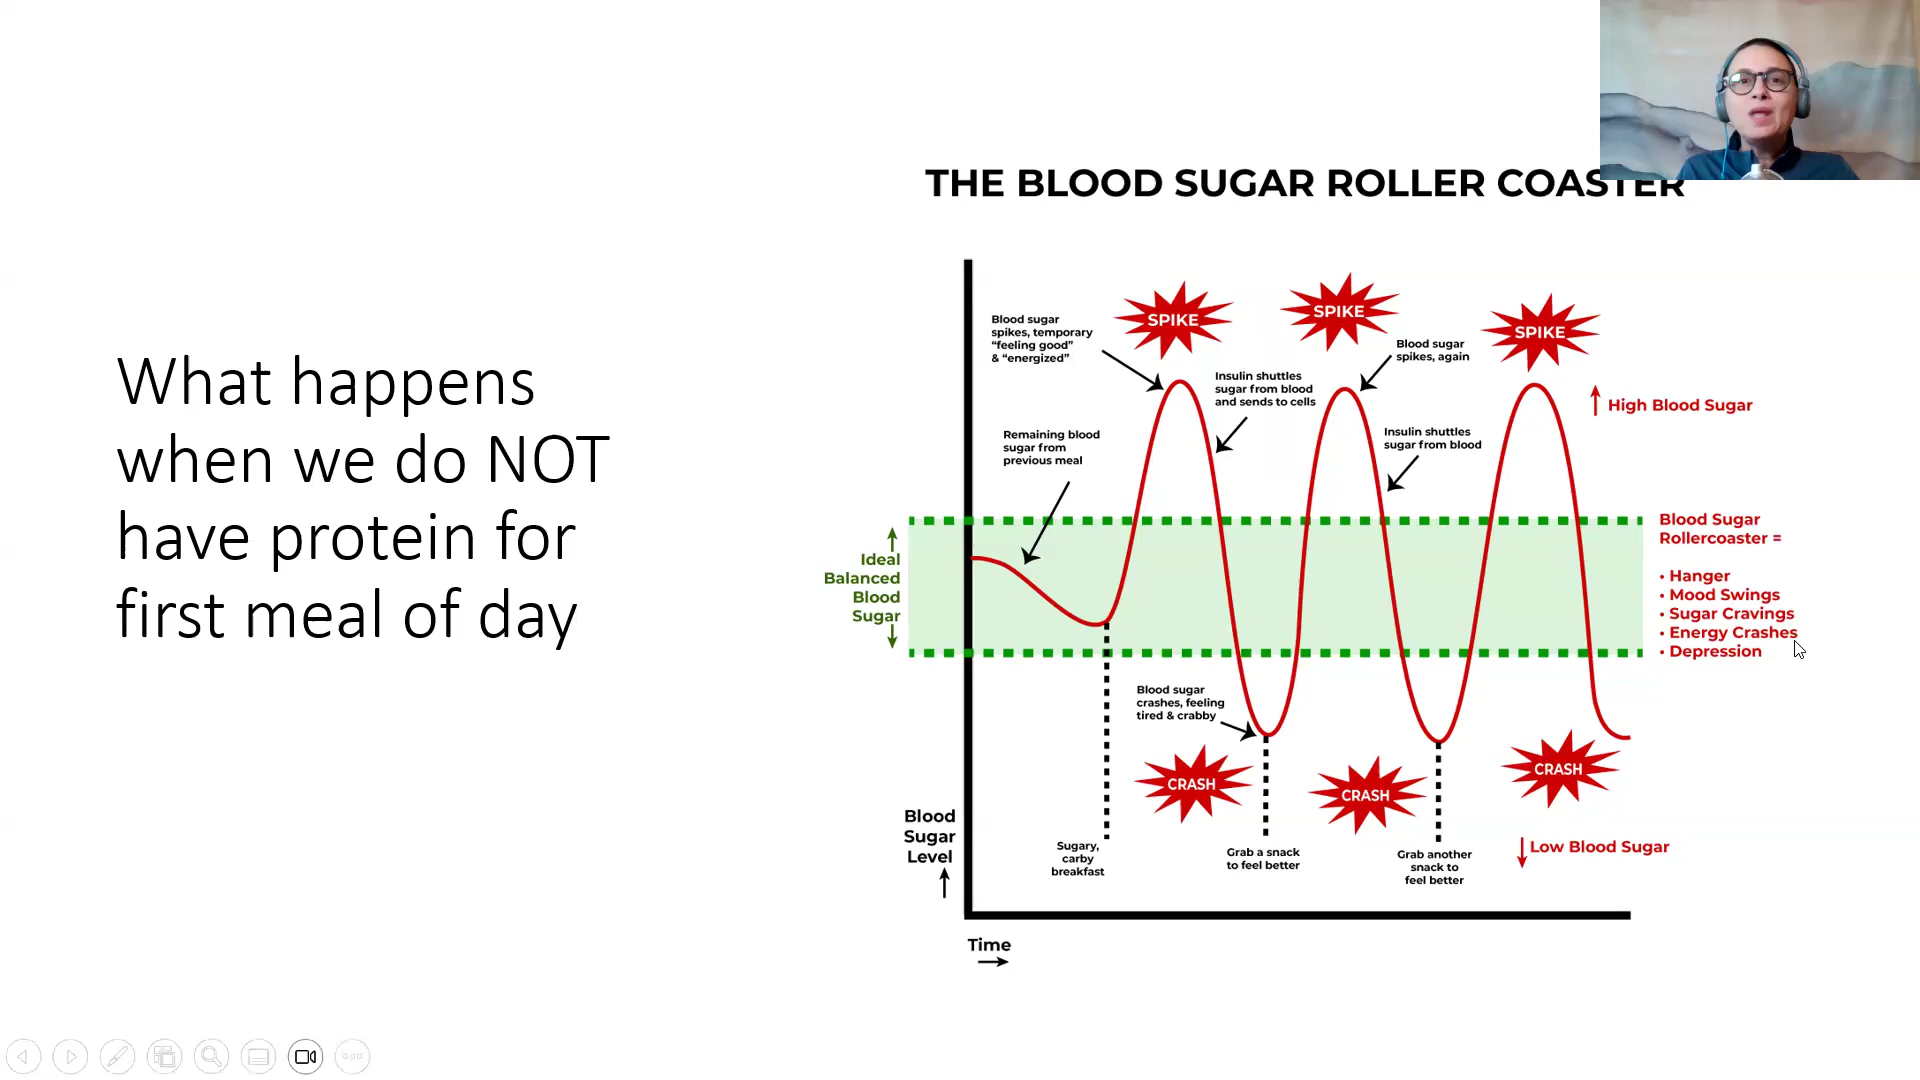 THE BLOOD SUGAR ROLLER COASTER
What happens
when we do NOT
have protein for
first meal of day
SPIKE
SPIKE
SPIKE
Blood sugar
spikes, temporary
“feeling good”
& “energized”
Blood sugar
spikes, again
Insulin shuttles
sugar from blood
and sends to cells
High Blood Sugar
Remaining blood
sugar from
previous meal
Insulin shuttles
sugar from blood
Ideal
Balanced
Blood
Sugar
Blood Sugar
Rollercoaster =
• Hanger
• Mood Swings
• Sugar Cravings
• Energy Crashes
• Depression
Blood sugar
crashes, feeling
tired & crabby
CRASH
CRASH
CRASH
Blood
Sugar
Level
Sugary,
carby
breakfast
Grab a snack
to feel better
Grab another
snack to
feel better
Low Blood Sugar
Time